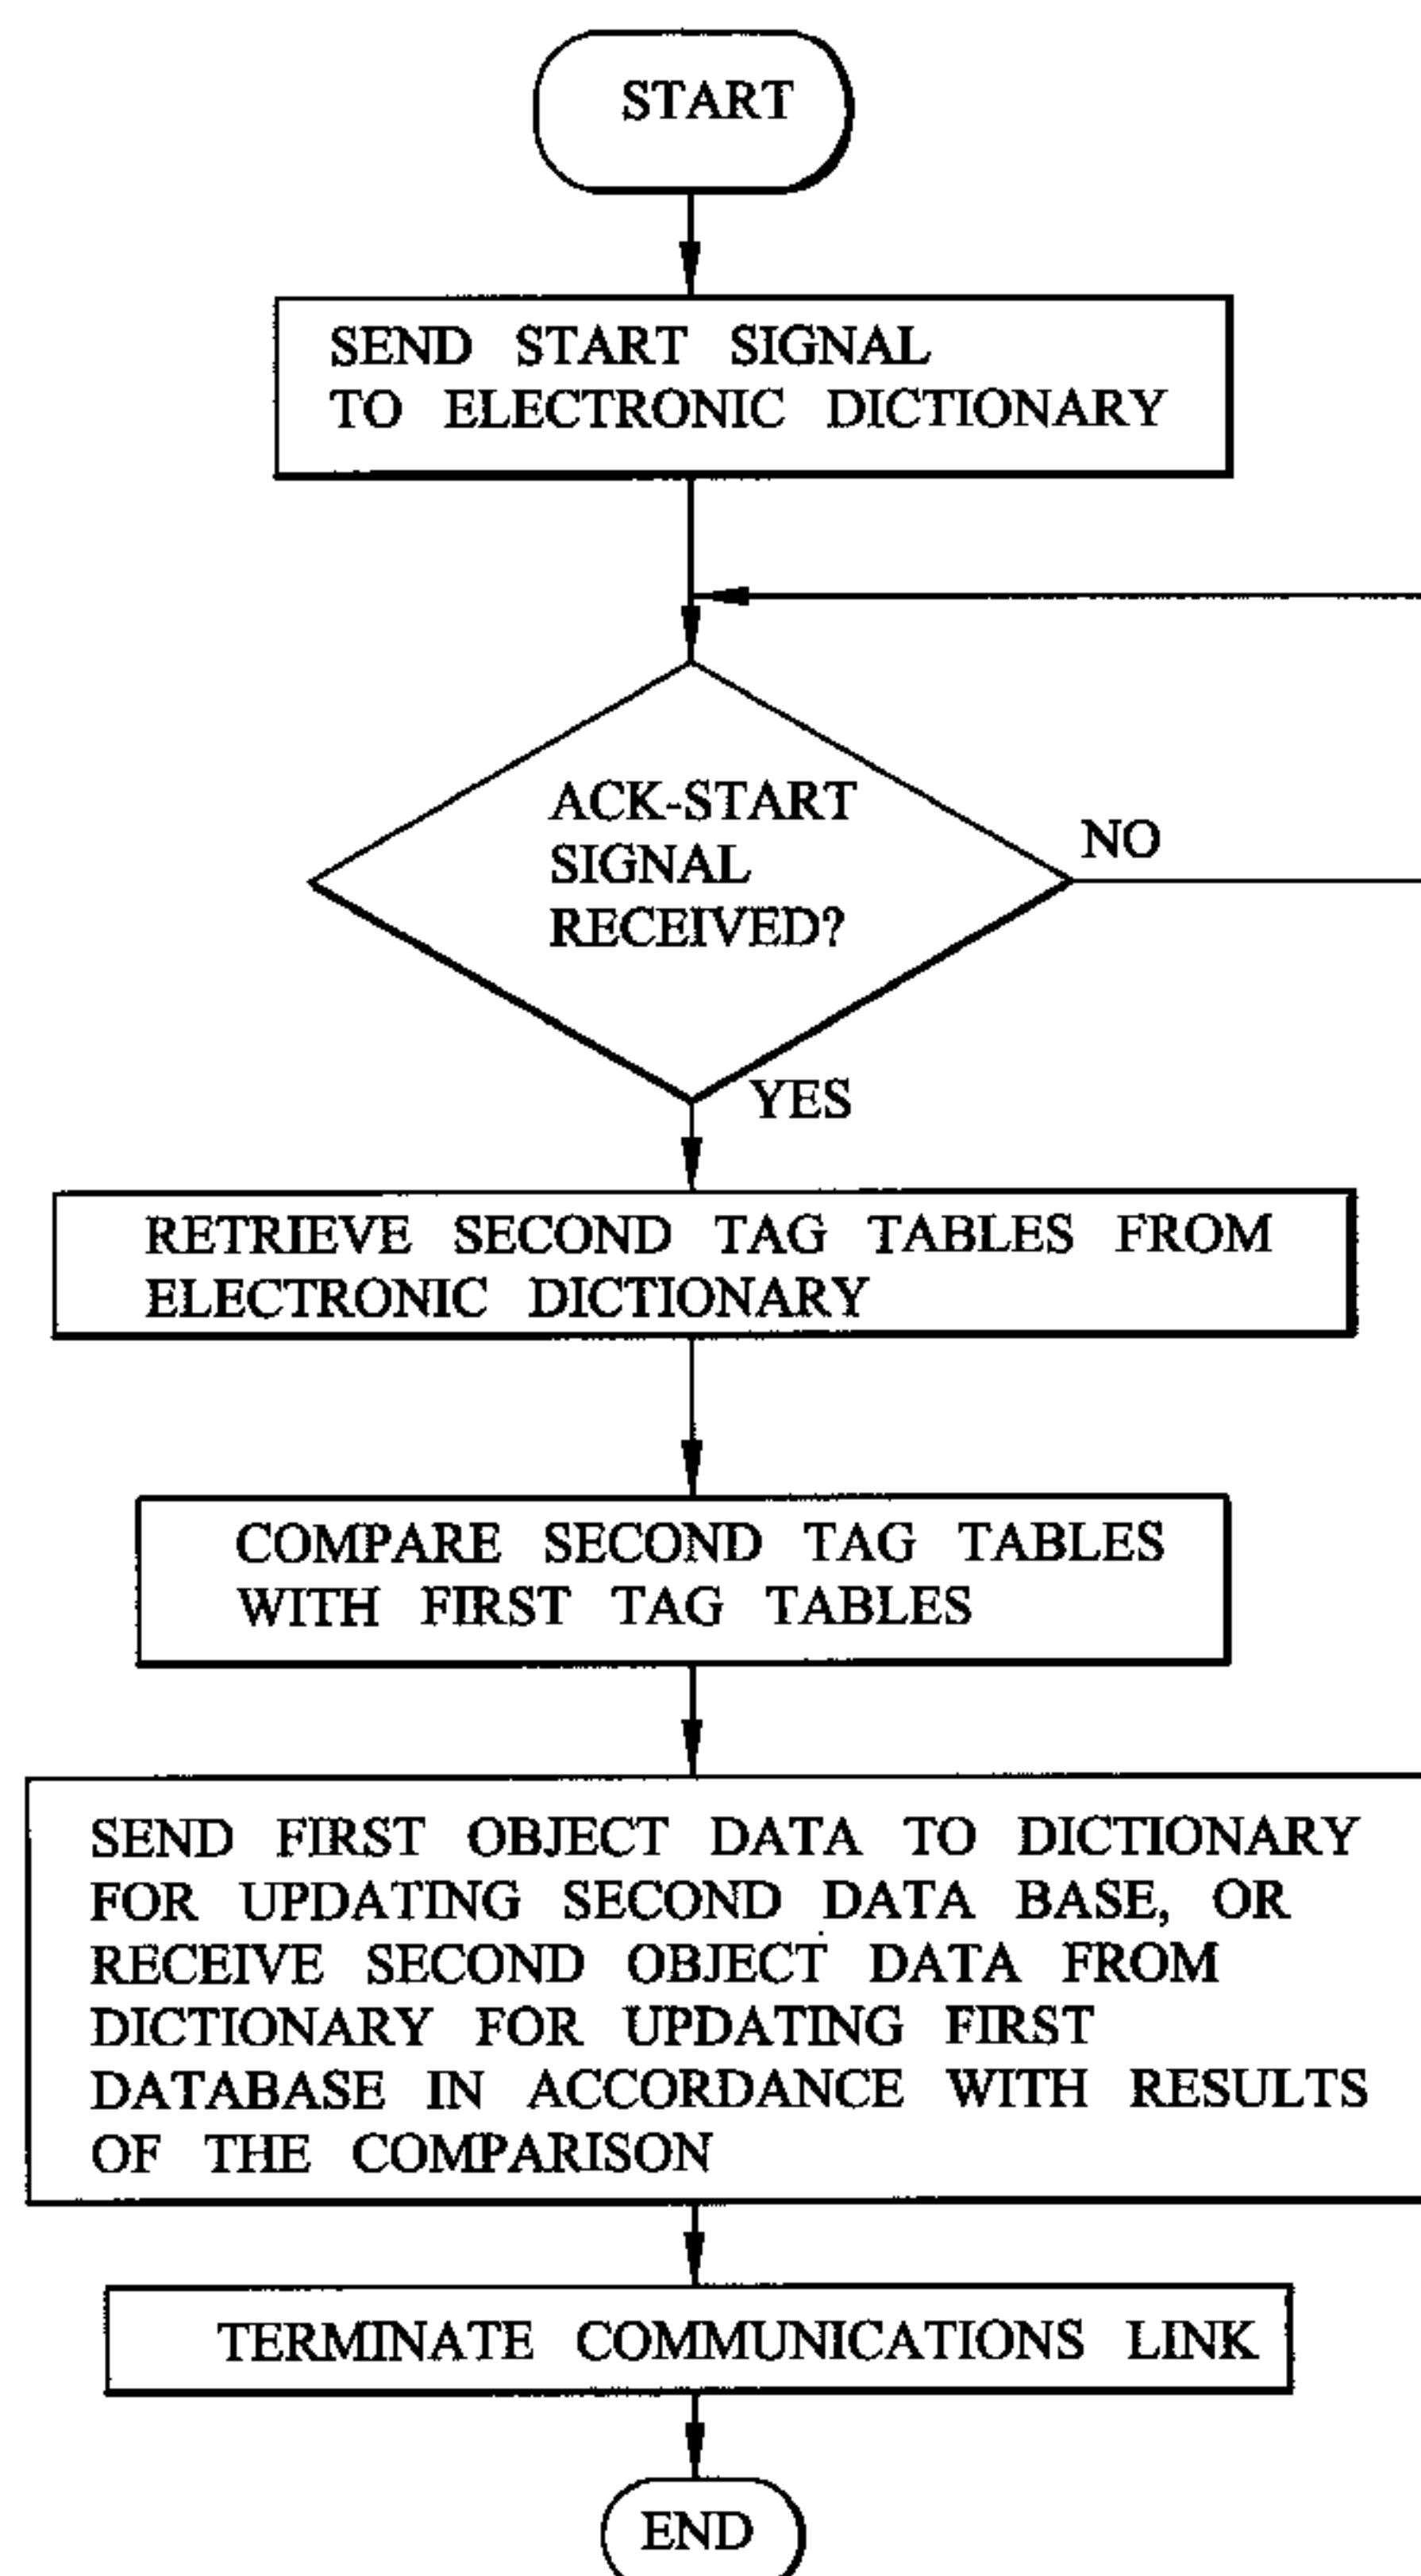 START
SEND START SIGNAL
TO ELECTRONIC DICTIONARY
ACK-START
SIGNAL
RECEIVED?
NO
YES
RETRIEVE SECOND TAG TABLES FROM
ELECTRONIC DICTIONARY
COMPARE SECOND TAG TABLES
WITH FIRST TAG TABLES
SEND FIRST OBJECT DATA TO DICTIONARY
FOR UPDATING SECOND DATA BASE, OR
RECEIVE SECOND OBJECT DATA FROM
DICTIONARY FOR UPDATING FIRST
DATABASE IN ACCORDANCE WITH RESULTS
OF THE COMPARISON
TERMINATE COMMUNICATIONS LINK
END